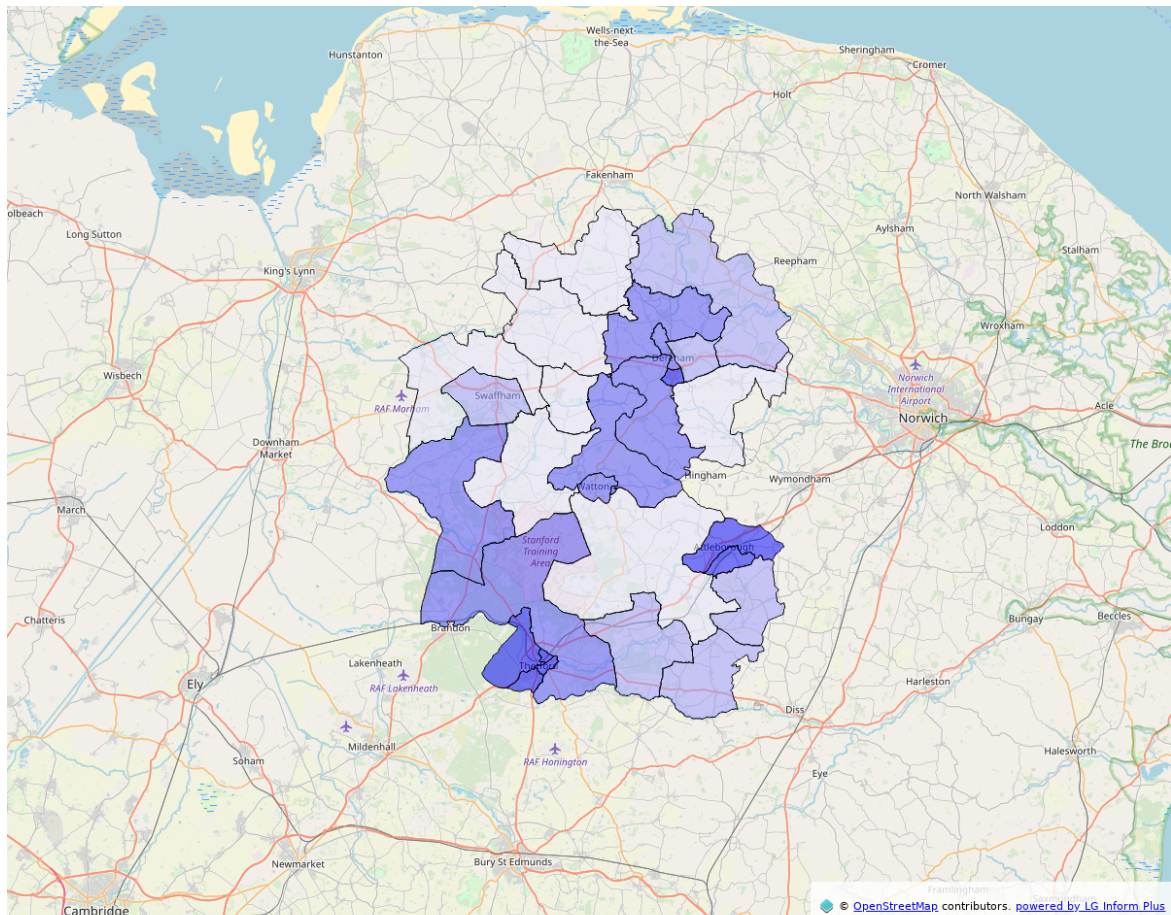 Wells-next-
the-Sea
Hunstanton
Sheringham
Cromer
Holt
Fakenham
North Walsham
olbeach
Long Sutton
Aylsham
Stalham
King's Lynn
Reepham
Wroxham
Dereham
Wisbech
Norwich
International
Airport
Swaffham
RAF Marham
Acle
Norwich
Downham
Market
The Broa
Hingham
Wymondham
Watton
March
Loddon
Stanford
Training
Area
Attleborough
Chatteris
Brandon
Bungay
Beccles
Lakenheath
Thetford
Ely
RAF Lakenheath
Harleston
Diss
Mildenhall
Halesworth
Soham
RAF Honington
Eye
Newmarket
Bury St Edmunds
Framlingham
Cambridge
© OpenStreetMap contributors. powered by LG Inform Plus